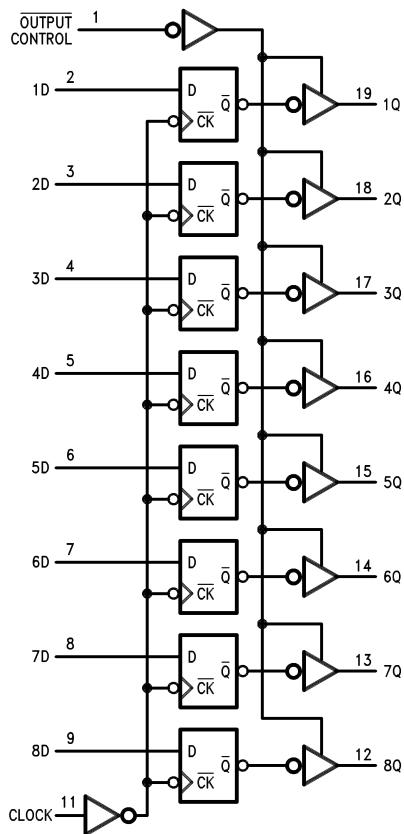 OUTPUT 1
CONTROL
1D 2 D Q CK 19 1Q
2D 3 D Q CK 18 2Q
3D 4 D Q CK 17 3Q
4D 5 D Q CK 16 4Q
5D 6 D Q CK 15 5Q
6D 7 D Q CK 14 6Q
7D 8 D Q CK 13 7Q
8D 9 D Q CK 12 8Q
CLOCK 11